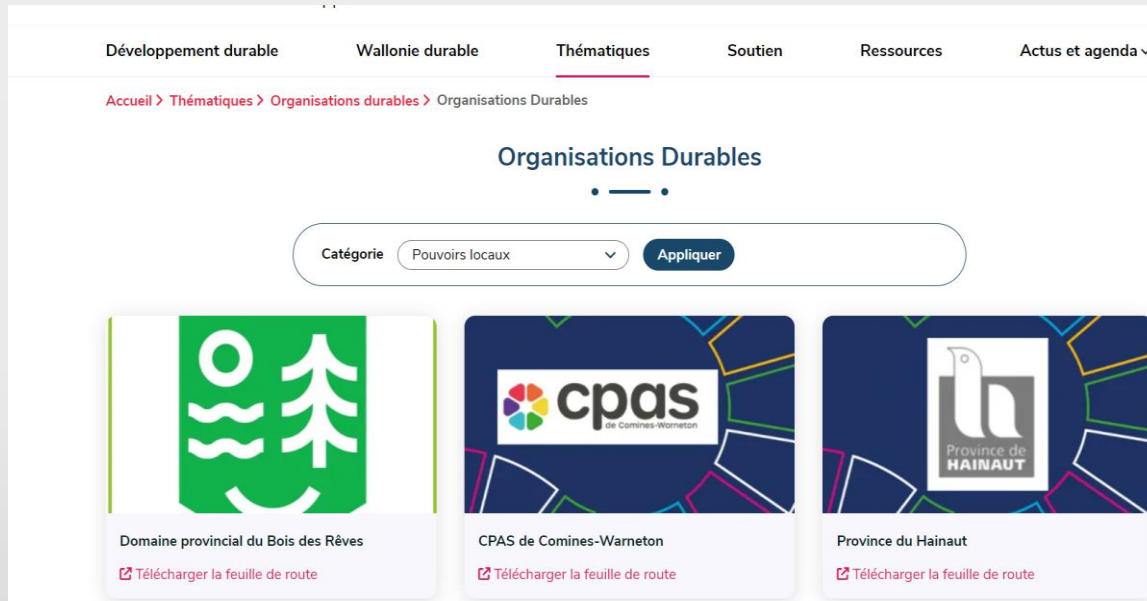 Développement durable Wallonie durable Thématiques Soutien Ressources Actus et agenda
Accueil > Thématiques > Organisations durables > Organisations Durables
Organisations Durables
Catégorie Pouvoirs locaux Appliquer
cpas
de Comines-Warneton
Province de
HAINAUT
Domaine provincial du Bois des Rêves CPAS de Comines-Warneton Province du Hainaut
Télécharger la feuille de route Télécharger la feuille de route Télécharger la feuille de route